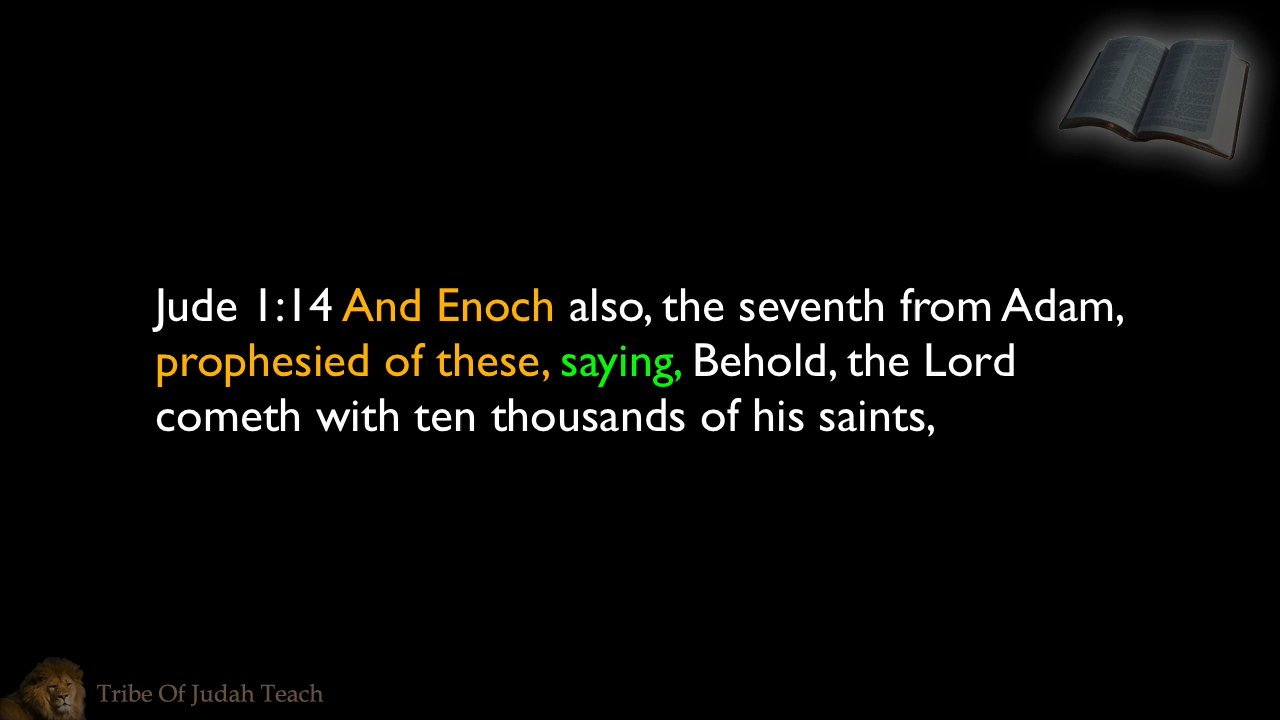 Jude 1:14 And Enoch also, the seventh from Adam,
prophesied of these, saying, Behold, the Lord
cometh with ten thousands of his saints,
Tribe Of Judah Teach